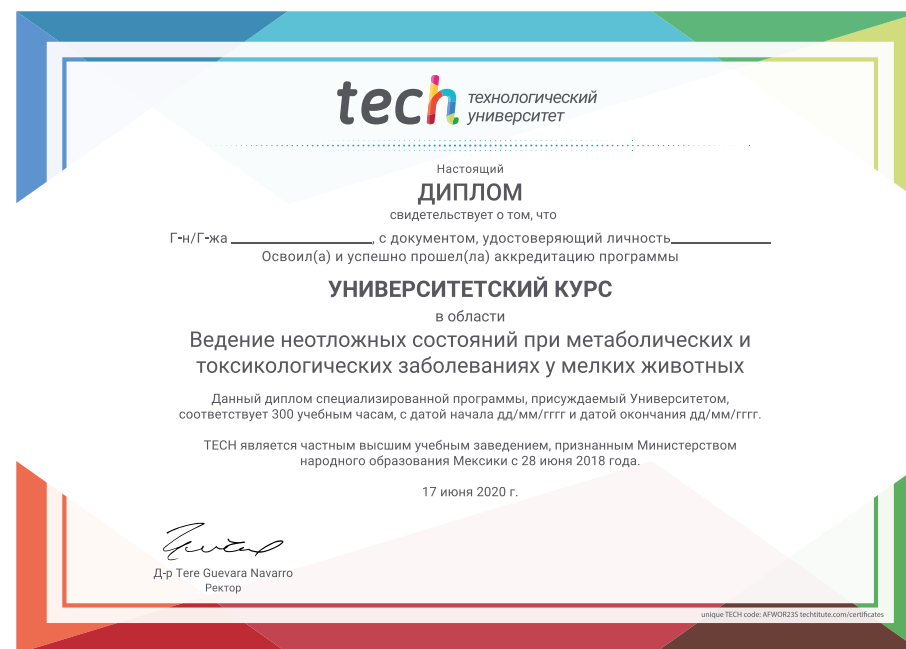 tech технологический
университет
Настоящий
ДИПЛОМ
свидетельствует о том, что
Г-н/Г-жа ________________, с документом, удостоверяющий личность____________
Освоил(а) и успешно прошел(ла) аккредитацию программы
УНИВЕРСИТЕТСКИЙ КУРС
в области
Ведение неотложных состояний при метаболических и
токсикологических заболеваниях у мелких животных
Данный диплом специализированной программы, присуждаемый Университетом,
соответствует 300 учебным часам, с датой начала дд/мм/гггг и датой окончания дд/мм/гггг.
TECH является частным высшим учебным заведением, признанным Министерством
народного образования Мексики с 28 июня 2018 года.
17 июня 2020 г.
Д-р Tere Guevara Navarro
Ректор
unique TECH code: AFWOR23S techtitute.com/certificates